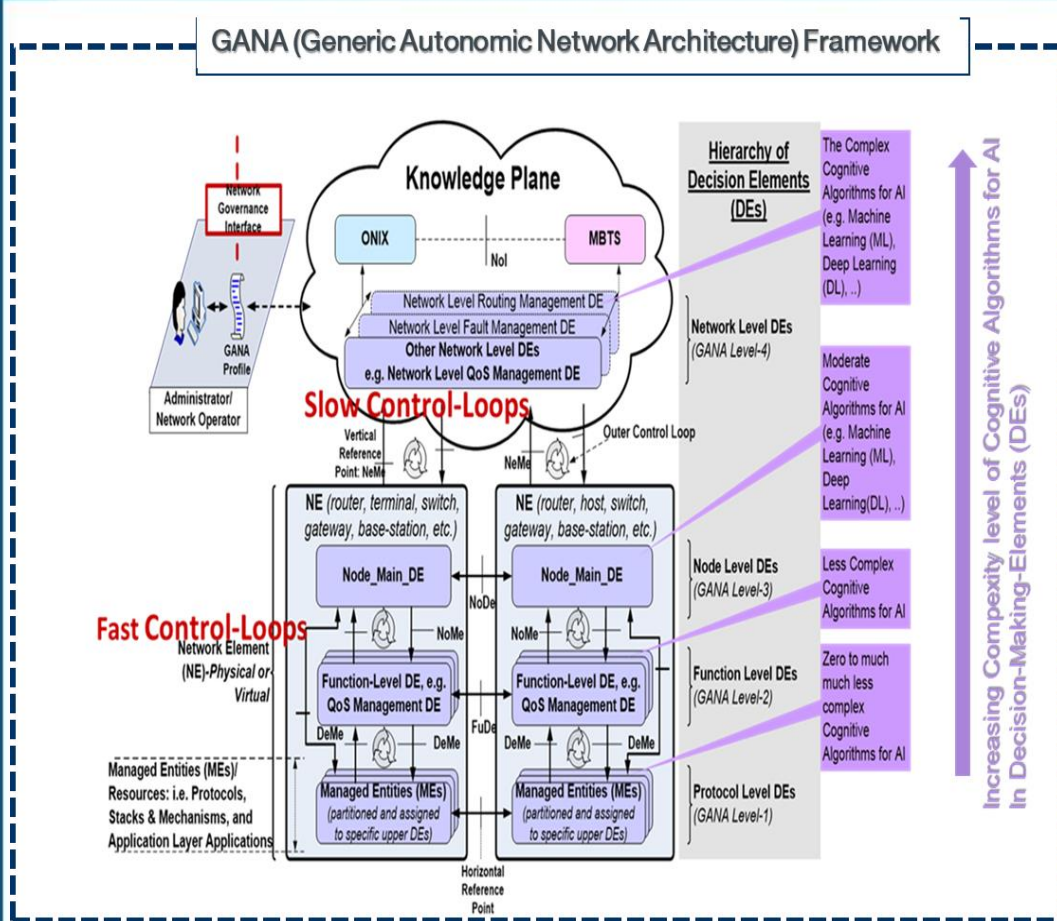 GANA (Generic Autonomic Network Architecture) Framework
Network
Governance
Interface
GANA
Profile
Administrator/
Network Operator
Knowledge Plane
ONIX
MBTS
NoI
Network Level Routing Management DE
Network Level Fault Management DE
Other Network Level DEs
e.g. Network Level QoS Management DE
Slow Control-Loops
Vertical
Reference
Point: NeMe
NeMe
Outer Control Loop
NE (router, terminal, switch,
gateway, base-station, etc.)
NE (router, host, switch,
gateway, base-station, etc.)
Node_Main_DE
Node_Main_DE
NoDe
Fast Control-Loops
NoMe
NoMe
NoMe
Network Element
(NE)-Physical or
Virtual
Function-Level DE, e.g.
QoS Management DE
Function-Level DE, e.g.
QoS Management DE
FuDe
DeMe
DeMe
DeMe
DeMe
Managed Entities (MEs)/
Resources: i.e. Protocols,
Stacks & Mechanisms, and
Application Layer Applications
Managed Entities (MEs)
(partitioned and assigned
to specific upper DEs)
Managed Entities (MEs)
(partitioned and assigned
to specific upper DEs)
Horizontal
Reference
Point
Hierarchy of
Decision Elements
(DEs)
Network Level DEs
(GANA Level-4)
Node Level DEs
(GANA Level-3)
Function Level DEs
(GANA Level-2)
Protocol Level DEs
(GANA Level-1)
The Complex
Cognitive
Algorithms for AI
(e.g. Machine
Learning (ML),
Deep Learning
(DL), ..)
Moderate
Cognitive
Algorithms for AI
(e.g. Machine
Learning (ML),
Deep
Learning(DL), ..)
Less Complex
Cognitive
Algorithms for AI
Zero to much
much less
complex
Cognitive
Algorithms for AI
Increasing Compexity level of Cognitive Algorithms for AI
In Decision-Making-Elements (DEs)